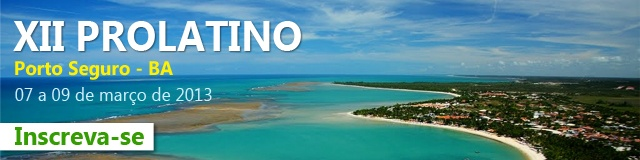 XII PROLATINO
Porto Seguro - BA
07 a 09 de março de 2013
Inscreva-se